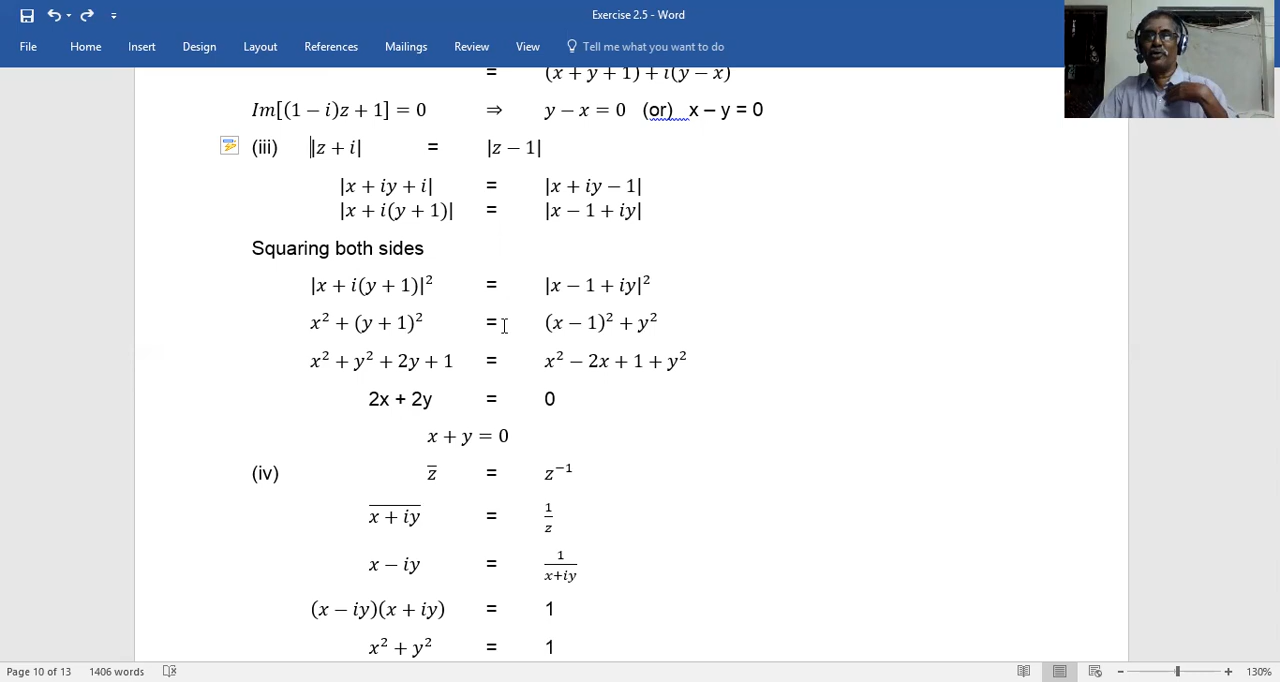 Exercise 2.5 - Word
File Home Insert Design Layout References Mailings Review View Tell me what you want to do
= (x + y + 1) + i(y − x)
Im[(1 − i)z + 1] = 0 ⇒ y − x = 0 (or) x – y = 0
(iii) |z + i| = |z − 1|
|x + iy + i| = |x + iy − 1|
|x + i(y + 1)| = |x − 1 + iy|
Squaring both sides
|x + i(y + 1)|² = |x − 1 + iy|²
x² + (y + 1)² = (x − 1)² + y²
x² + y² + 2y + 1 = x² − 2x + 1 + y²
2x + 2y = 0
x + y = 0
(iv) z̅ = z⁻¹
x̅ ̅+̅ ̅i̅y̅ = 1/z
x − iy = 1/(x+iy)
(x − iy)(x + iy) = 1
x² + y² = 1
Page 10 of 13 1406 words 130%